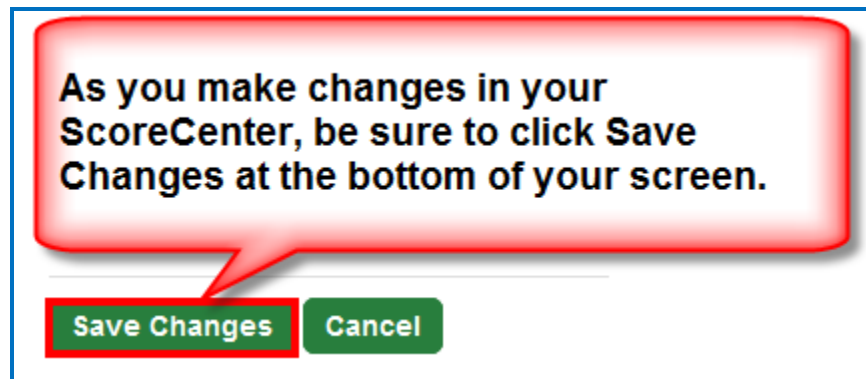 As you make changes in your
ScoreCenter, be sure to click Save
Changes at the bottom of your screen.
Save Changes Cancel